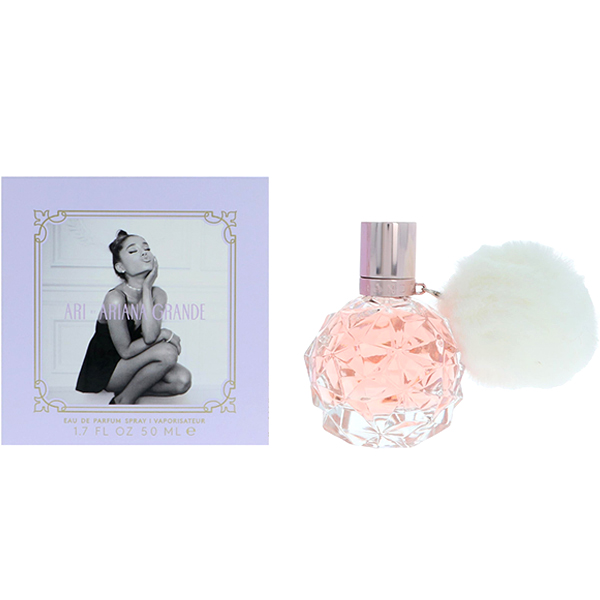 ARI - ARIANA GRANDE
EAU DE PARFUM SPRAY | VAPORISATEUR
1.7 FL OZ 50 ML ℮